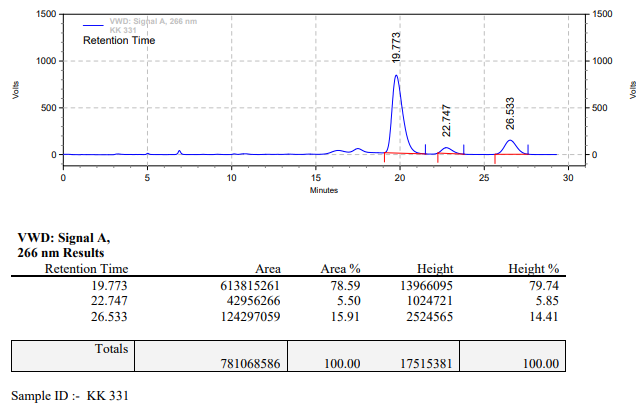 VWD: Signal A, 266 nm
KK 331
Retention Time
1500
1000
500
0
Volts
1500
1000
500
0
Volts
19.773
22.747
26.533
0 5 10 15 20 25 30
Minutes
VWD: Signal A,
266 nm Results
Retention Time Area Area % Height Height %
19.773 613815261 78.59 13966095 79.74
22.747 42956266 5.50 1024721 5.85
26.533 124297059 15.91 2524565 14.41
Totals
781068586 100.00 17515381 100.00
Sample ID :- KK 331